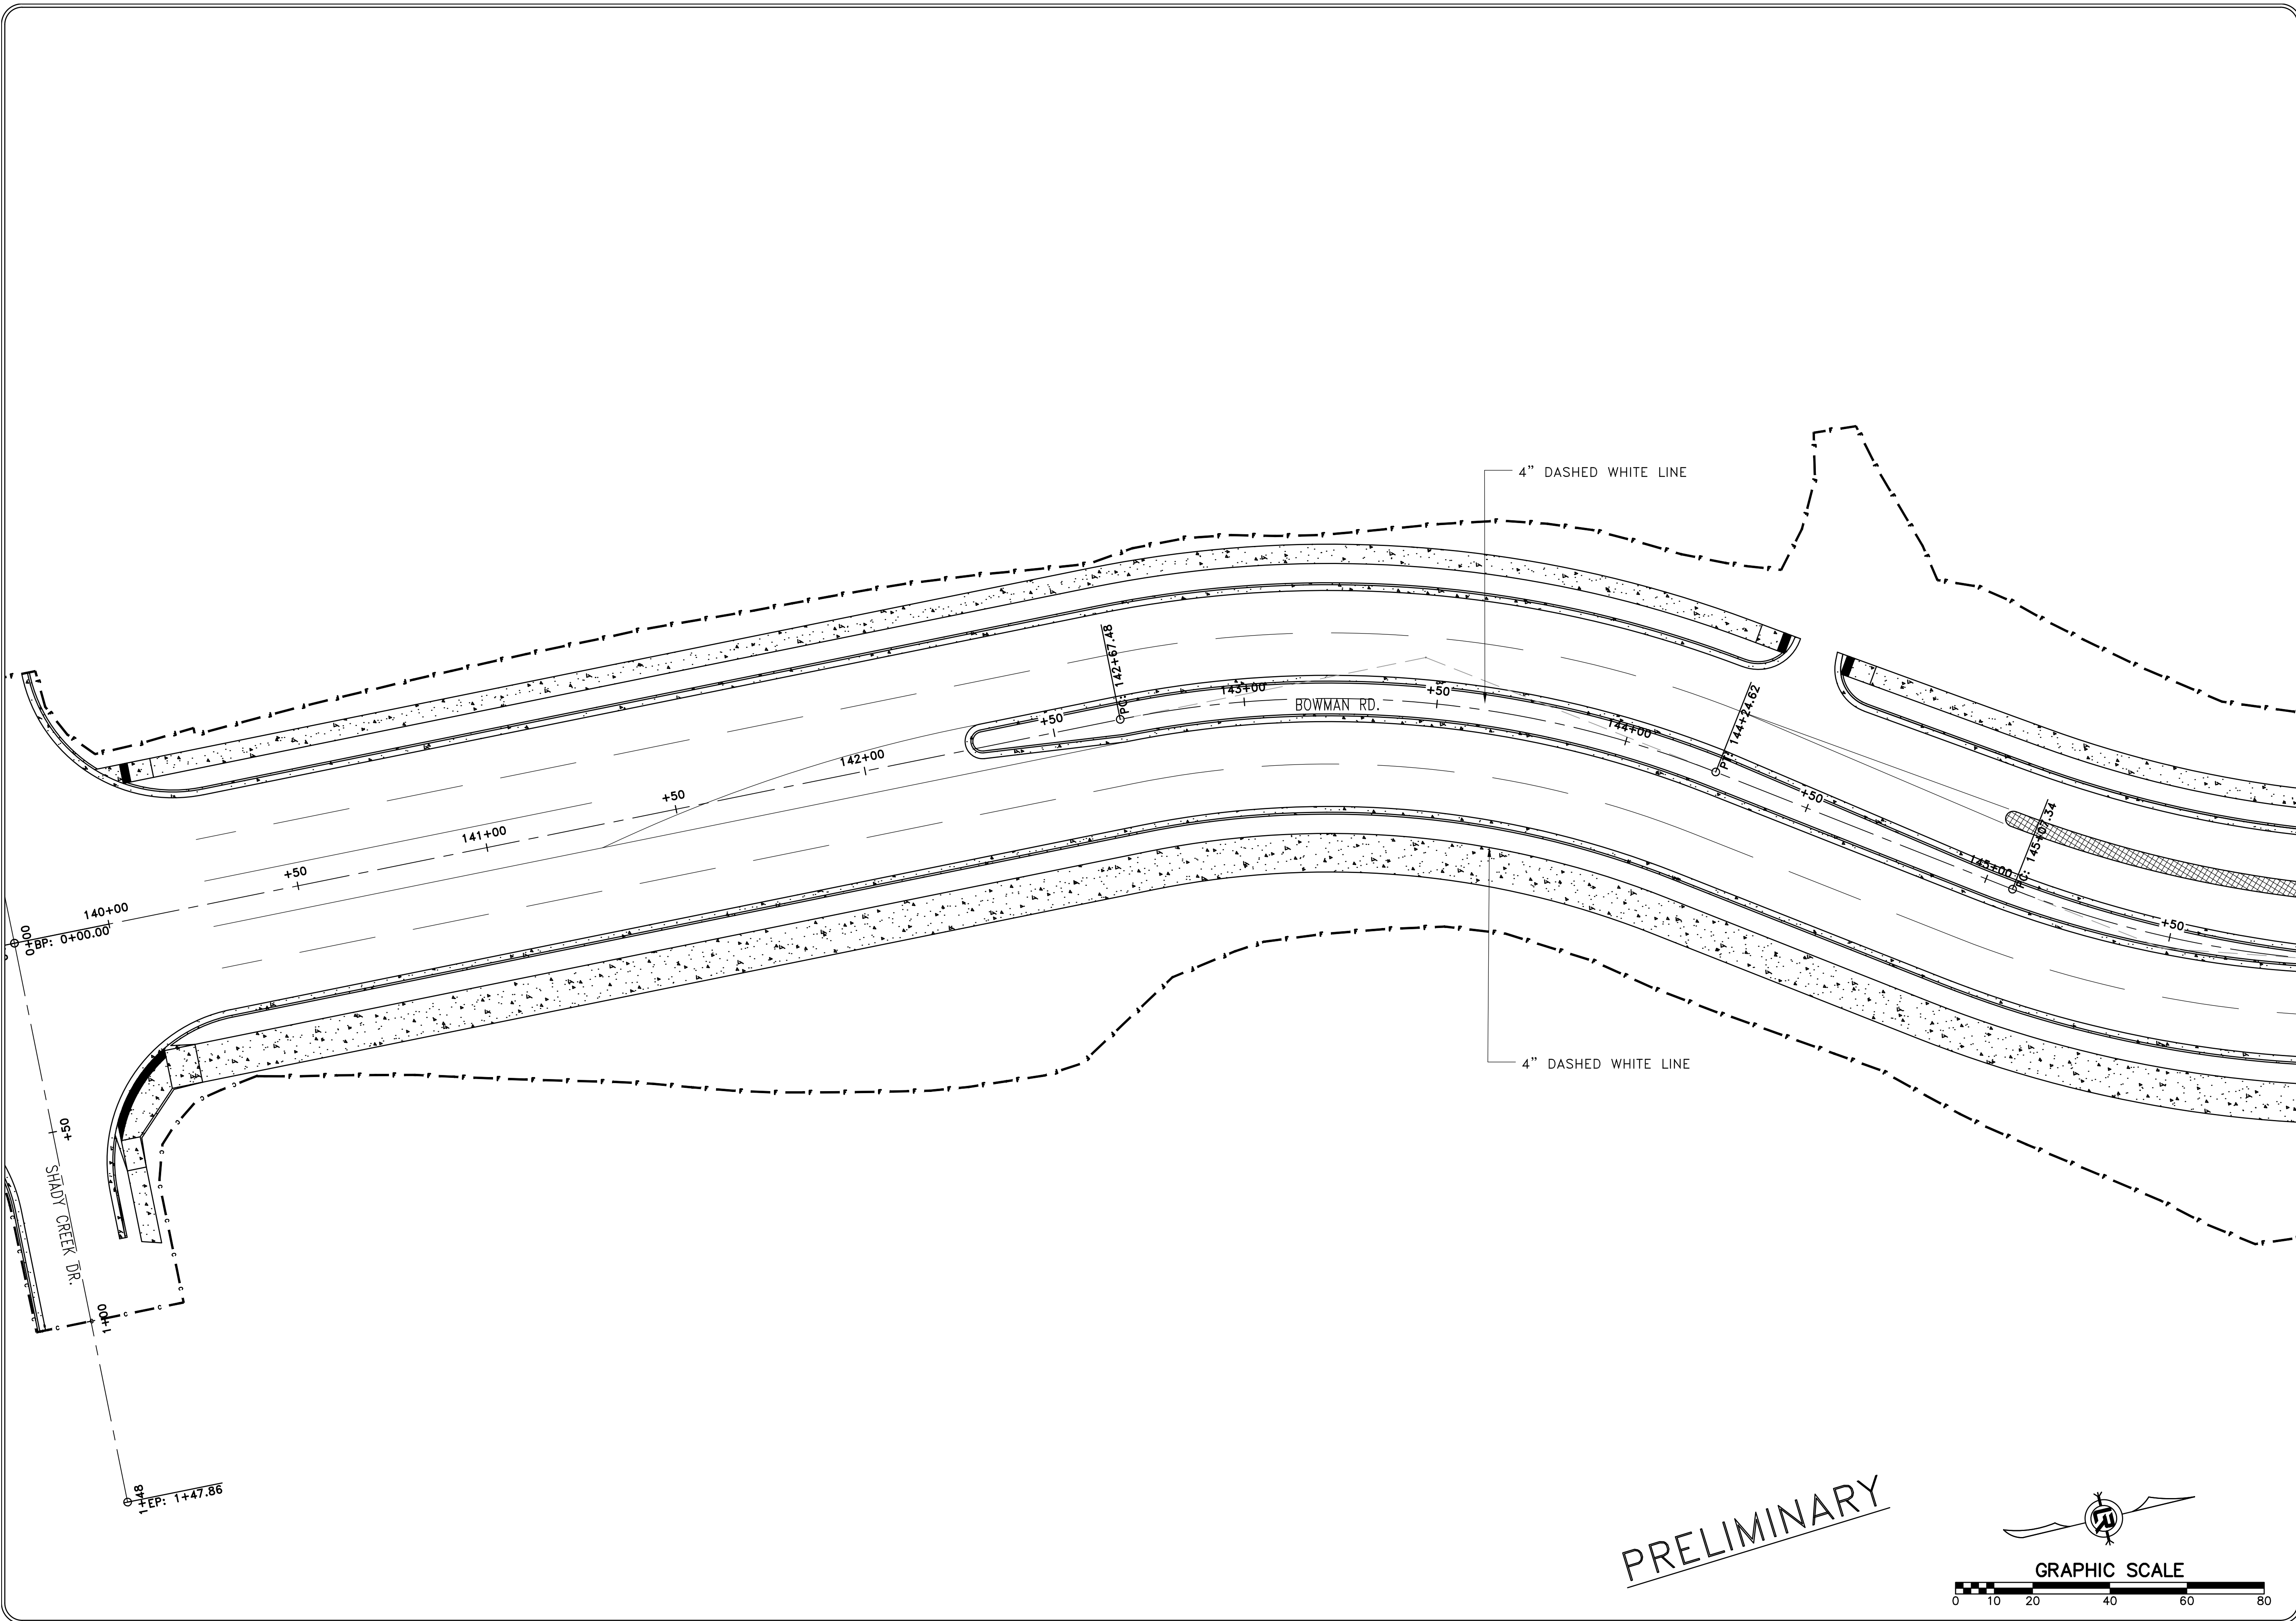 4” DASHED WHITE LINE
PC: 142+67.48
143+00
+50
BOWMAN RD.
PT: 144+24.62
+50
144+00
142+00
+50
+50
141+00
PC: 145+07.34
145+00
+50
+50
140+00
0+00
BP: 0+00.00
4” DASHED WHITE LINE
+50
SHADY CREEK DR.
1+00
1+48
EP: 1+47.86
PRELIMINARY
GRAPHIC SCALE
0 10 20 40 60 80